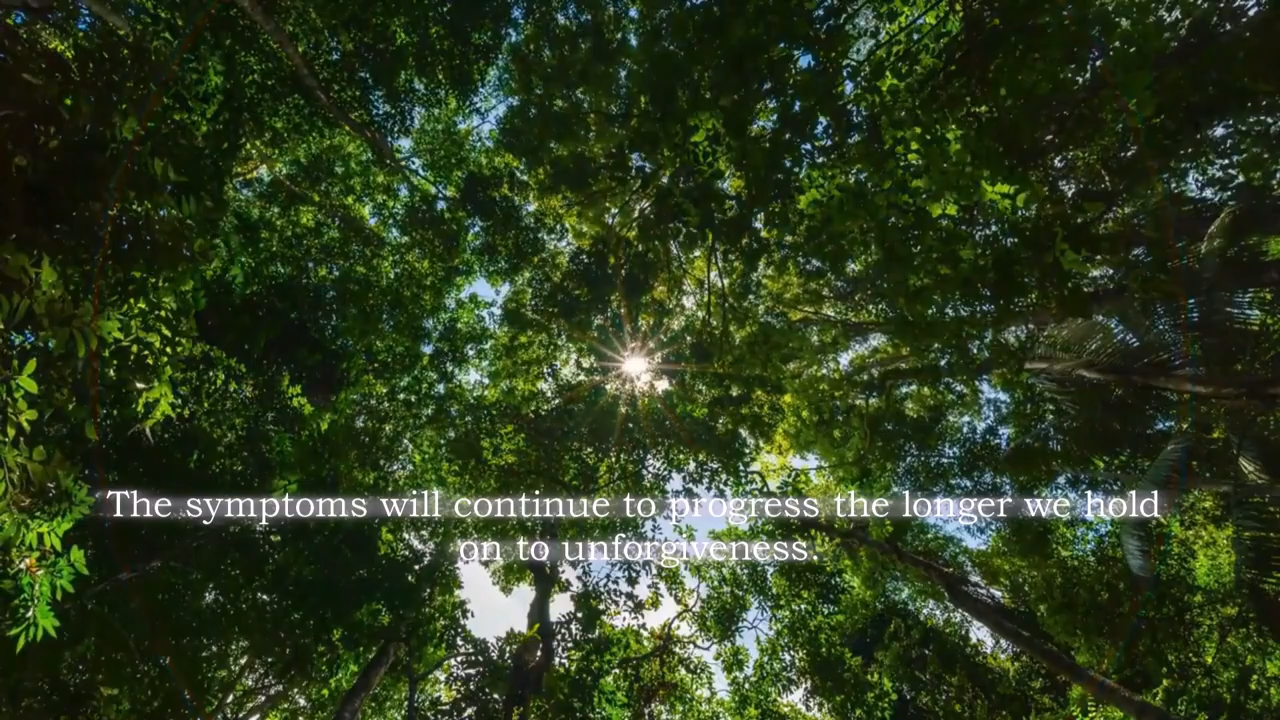 The symptoms will continue to progress the longer we hold
on to unforgiveness.